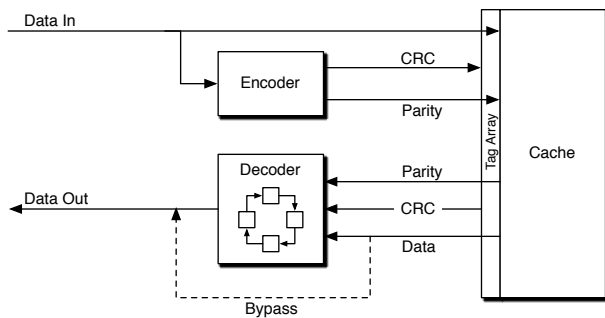 Data In
CRC
Encoder
Parity
Tag Array
Cache
Decoder
Parity
Data Out
CRC
Data
Bypass